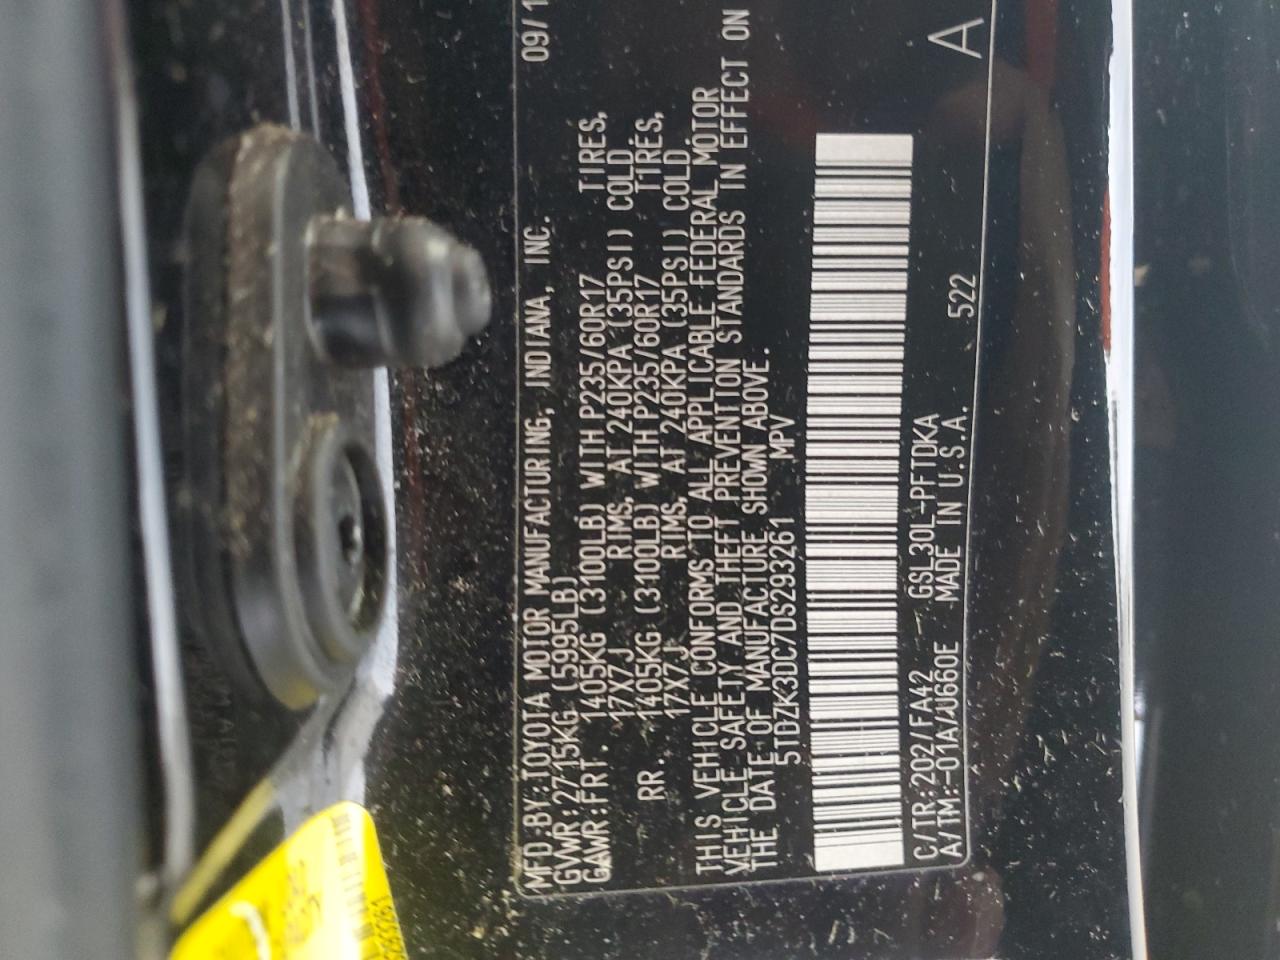 MFD.BY:TOYOTA MOTOR MANUFACTURING, INDIANA, INC. 09/1
GVWR:2715KG (5995LB)
GAWR:FRT. 1405KG (3100LB) WITH P235/60R17 TIRES,
17X7J RIMS, AT 240KPA (35PSI) COLD
RR. 1405KG (3100LB) WITH P235/60R17 TIRES,
17X7J RIMS, AT 240KPA (35PSI) COLD
THIS VEHICLE CONFORMS TO ALL APPLICABLE FEDERAL MOTOR
VEHICLE SAFETY AND THEFT PREVENTION STANDARDS IN EFFECT ON
THE DATE OF MANUFACTURE SHOWN ABOVE.
5TDZK3DC7DS293261 MPV
C/TR:202/FA42 GSL30L-PFTDKA
A/TM:-01A/U660E MADE IN U.S.A. 522
A